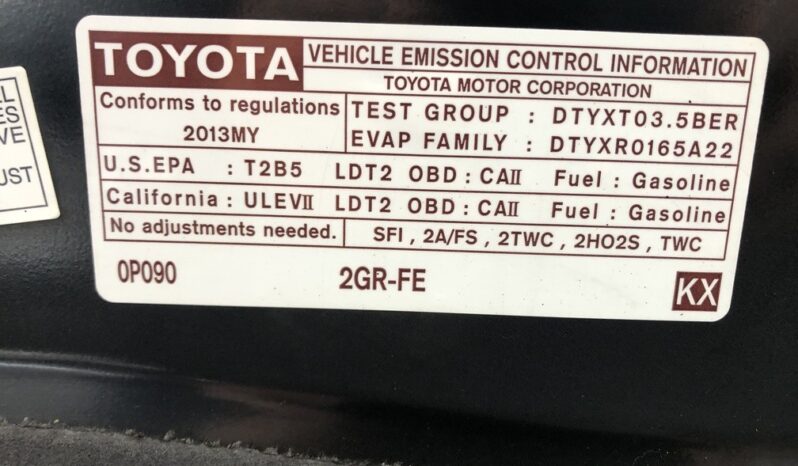 TOYOTA VEHICLE EMISSION CONTROL INFORMATION
TOYOTA MOTOR CORPORATION
Conforms to regulations
2013MY
TEST GROUP : DTYXT03.5BER
EVAP FAMILY : DTYXR0165A22
U.S.EPA : T2B5 LDT2 OBD : CAII Fuel : Gasoline
California : ULEVII LDT2 OBD : CAII Fuel : Gasoline
No adjustments needed. SFI , 2A/FS , 2TWC , 2HO2S , TWC
0P090 2GR-FE KX